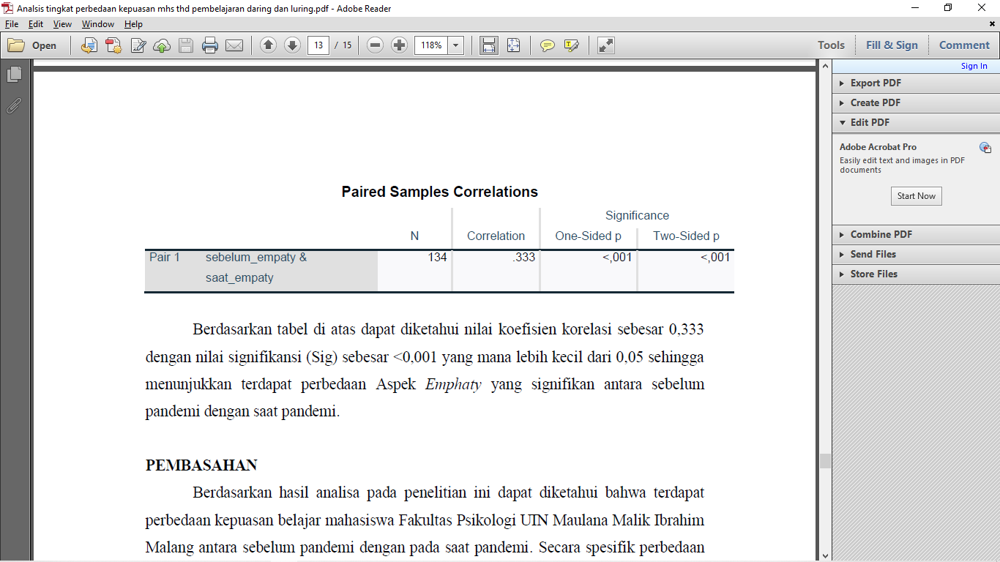 Analsis tingkat perbedaan kepuasan mhs thd pembelajaran daring dan luring.pdf - Adobe Reader
File Edit View Window Help
Open 13 / 15 118% Tools Fill & Sign Comment
Sign In
Export PDF
Create PDF
Edit PDF
Adobe Acrobat Pro
Easily edit text and images in PDF
documents
Start Now
Combine PDF
Send Files
Store Files
Paired Samples Correlations
Significance
N Correlation One-Sided p Two-Sided p
Pair 1 sebelum_empaty & 134 .333 <,001 <,001
saat_empaty
Berdasarkan tabel di atas dapat diketahui nilai koefisien korelasi sebesar 0,333
dengan nilai signifikansi (Sig) sebesar <0,001 yang mana lebih kecil dari 0,05 sehingga
menunjukkan terdapat perbedaan Aspek Emphaty yang signifikan antara sebelum
pandemi dengan saat pandemi.
PEMBASAHAN
Berdasarkan hasil analisa pada penelitian ini dapat diketahui bahwa terdapat
perbedaan kepuasan belajar mahasiswa Fakultas Psikologi UIN Maulana Malik Ibrahim
Malang antara sebelum pandemi dengan pada saat pandemi. Secara spesifik perbedaan